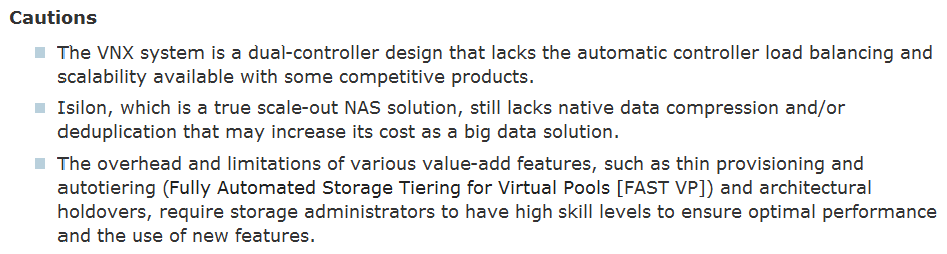 Cautions
The VNX system is a dual-controller design that lacks the automatic controller load balancing and
scalability available with some competitive products.
Isilon, which is a true scale-out NAS solution, still lacks native data compression and/or
deduplication that may increase its cost as a big data solution.
The overhead and limitations of various value-add features, such as thin provisioning and
autotiering (Fully Automated Storage Tiering for Virtual Pools [FAST VP]) and architectural
holdovers, require storage administrators to have high skill levels to ensure optimal performance
and the use of new features.